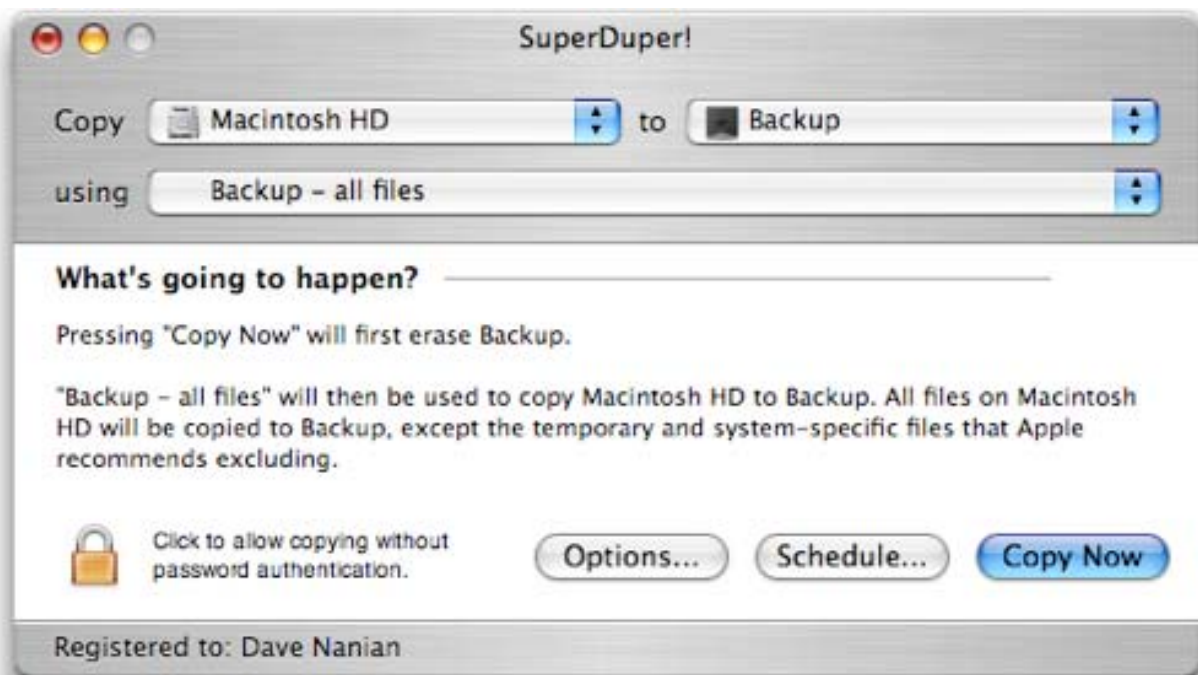 SuperDuper!
Copy Macintosh HD to Backup
using Backup – all files
What's going to happen?
Pressing "Copy Now" will first erase Backup.
"Backup – all files" will then be used to copy Macintosh HD to Backup. All files on Macintosh
HD will be copied to Backup, except the temporary and system-specific files that Apple
recommends excluding.
Click to allow copying without
password authentication.
Options... Schedule... Copy Now
Registered to: Dave Nanian